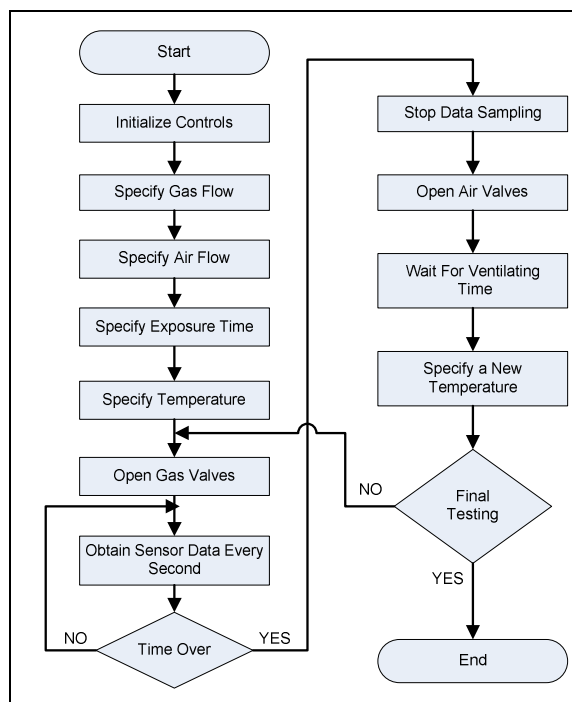 Start
Initialize Controls
Specify Gas Flow
Specify Air Flow
Specify Exposure Time
Specify Temperature
Open Gas Valves
Obtain Sensor Data Every
Second
Time Over
NO
YES
Stop Data Sampling
Open Air Valves
Wait For Ventilating
Time
Specify a New
Temperature
Final
Testing
NO
YES
End